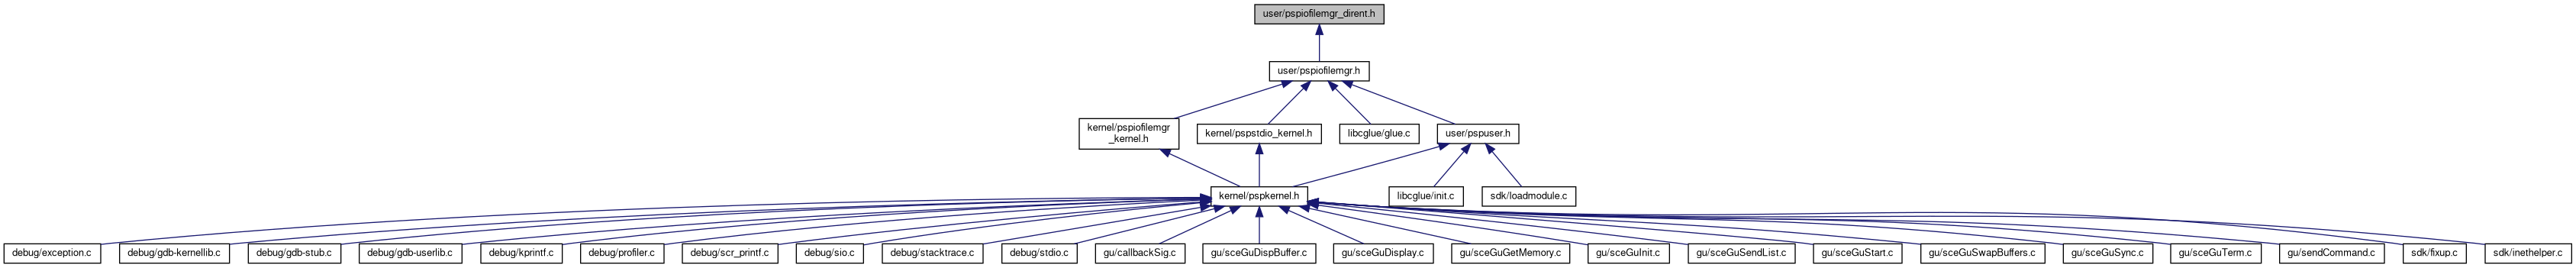 user/pspiofilemgr_dirent.h
user/pspiofilemgr.h
kernel/pspiofilemgr
_kernel.h
kernel/pspstdio_kernel.h
libcglue/glue.c
user/pspuser.h
kernel/pspkernel.h
libcglue/init.c
sdk/loadmodule.c
debug/exception.c
debug/gdb-kernellib.c
debug/gdb-stub.c
debug/gdb-userlib.c
debug/kprintf.c
debug/profiler.c
debug/scr_printf.c
debug/sio.c
debug/stacktrace.c
debug/stdio.c
gu/callbackSig.c
gu/sceGuDispBuffer.c
gu/sceGuDisplay.c
gu/sceGuGetMemory.c
gu/sceGuInit.c
gu/sceGuSendList.c
gu/sceGuStart.c
gu/sceGuSwapBuffers.c
gu/sceGuSync.c
gu/sceGuTerm.c
gu/sendCommand.c
sdk/fixup.c
sdk/inethelper.c